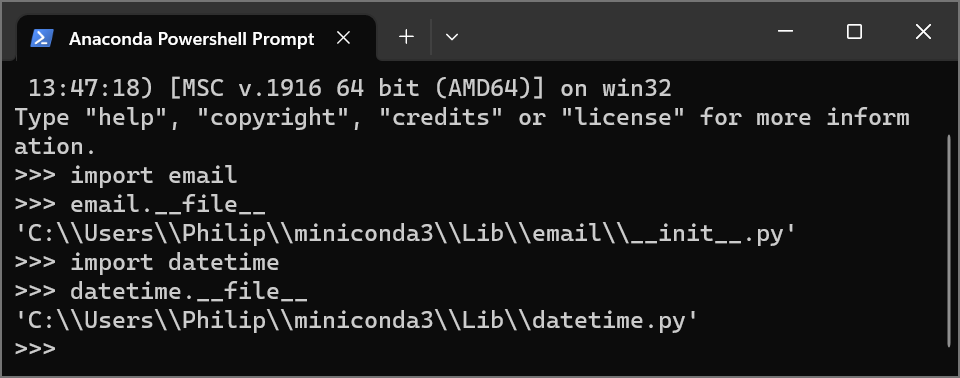 Anaconda Powershell Prompt
13:47:18) [MSC v.1916 64 bit (AMD64)] on win32
Type "help", "copyright", "credits" or "license" for more inform
ation.
>>> import email
>>> email.__file__
'C:\\Users\\Philip\\miniconda3\\Lib\\email\\__init__.py'
>>> import datetime
>>> datetime.__file__
'C:\\Users\\Philip\\miniconda3\\Lib\\datetime.py'
>>>